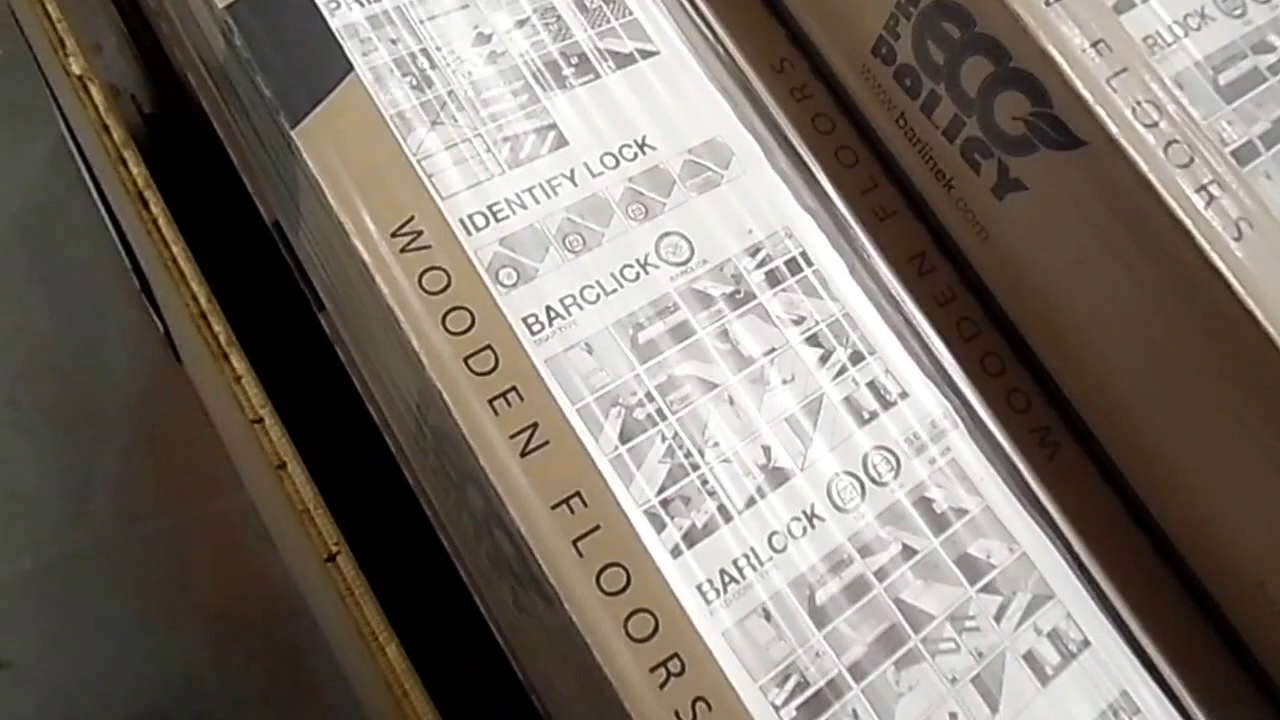 IDENTIFY LOCK
BARCLICK
BARLOCK
WOODEN FLOORS
WOODEN FLOORS
ECO
POLICY
www.barlinek.com
FLOORS